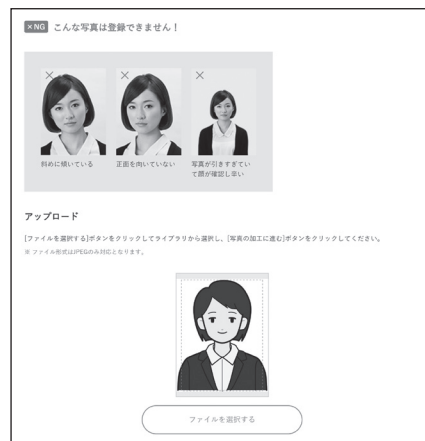 ×NG こんな写真は登録できません！
斜めに傾いている
正面を向いていない
写真が引きすぎてい
て顔が確認し辛い
アップロード
[ファイルを選択する]ボタンをクリックしてライブラリから選択し、[写真の加工に進む]ボタンをクリックしてください。
※ ファイル形式はJPEGのみ対応となります。
ファイルを選択する